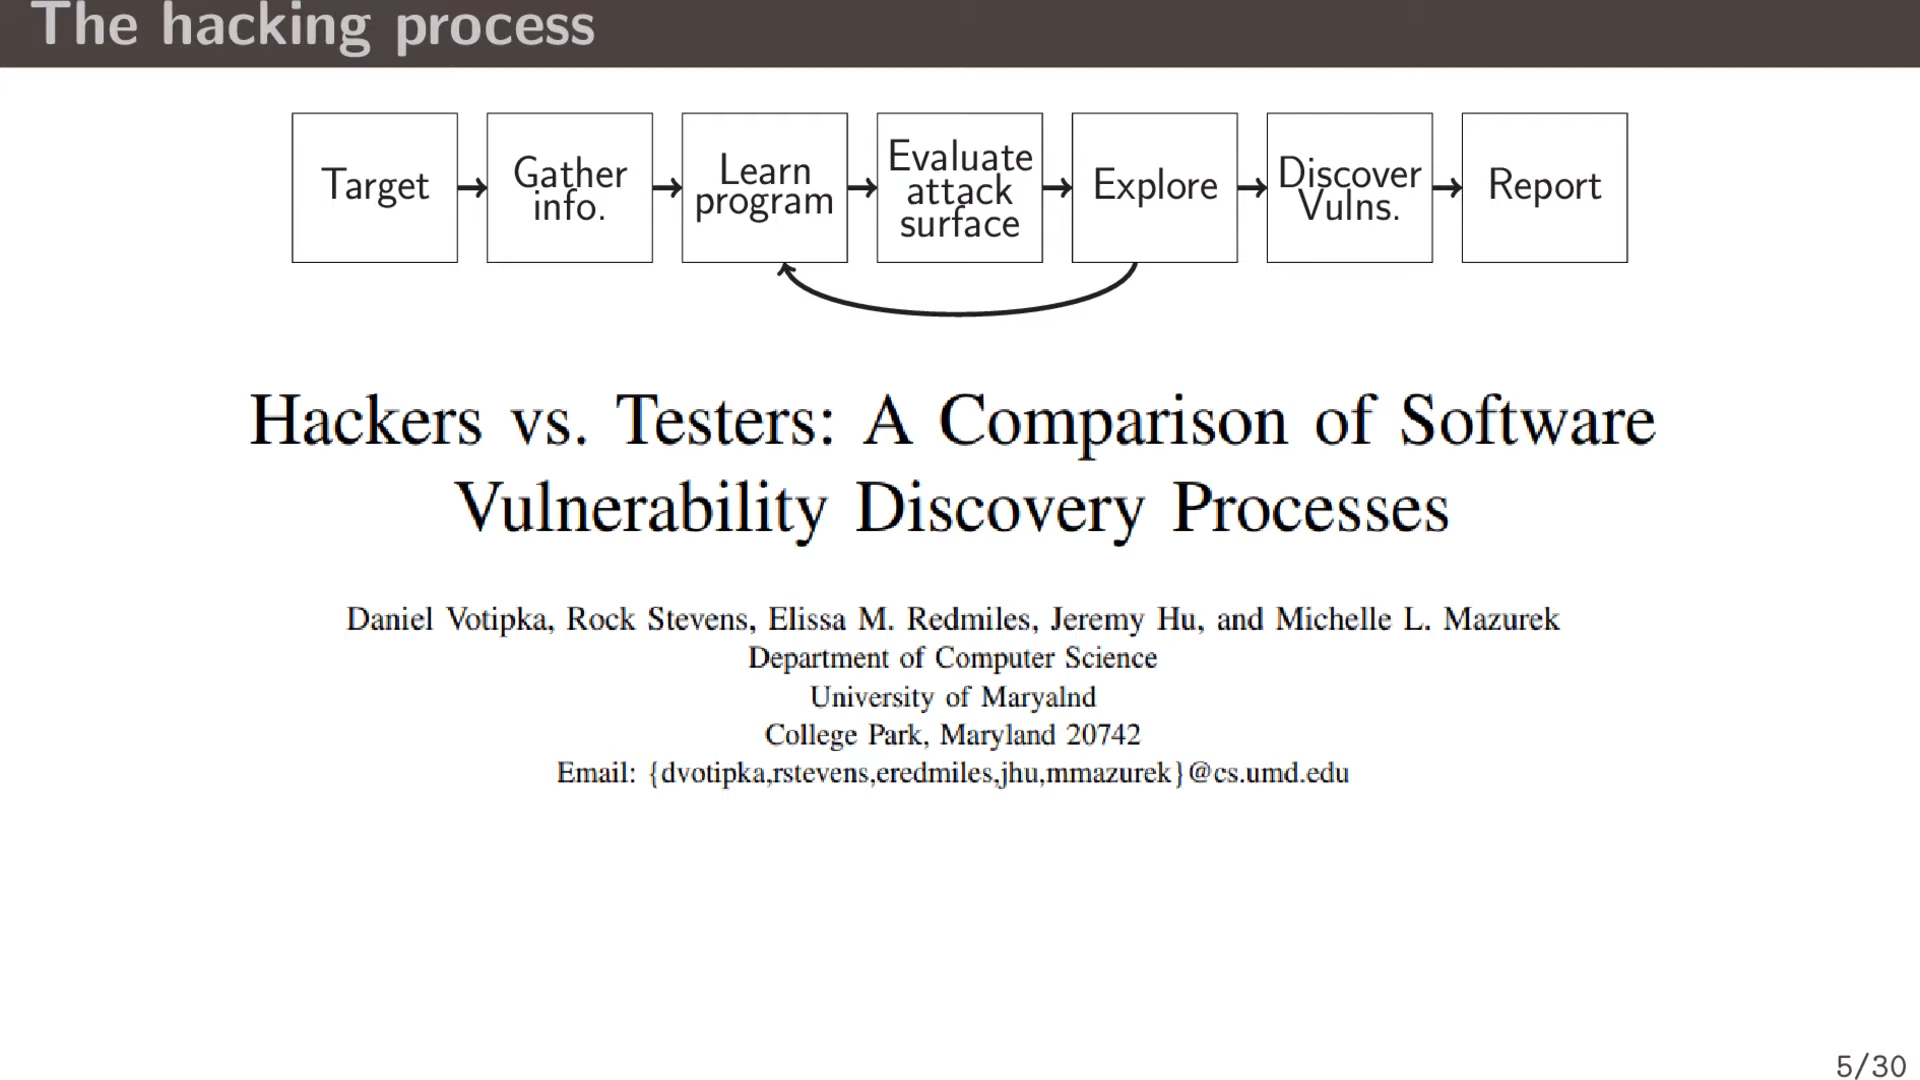 The hacking process
Target
Gather
info.
Learn
program
Evaluate
attack
surface
Explore
Discover
Vulns.
Report
Hackers vs. Testers: A Comparison of Software
Vulnerability Discovery Processes
Daniel Votipka, Rock Stevens, Elissa M. Redmiles, Jeremy Hu, and Michelle L. Mazurek
Department of Computer Science
University of Maryalnd
College Park, Maryland 20742
Email: {dvotipka,rstevens,eredmiles,jhu,mmazurek}@cs.umd.edu
5/30